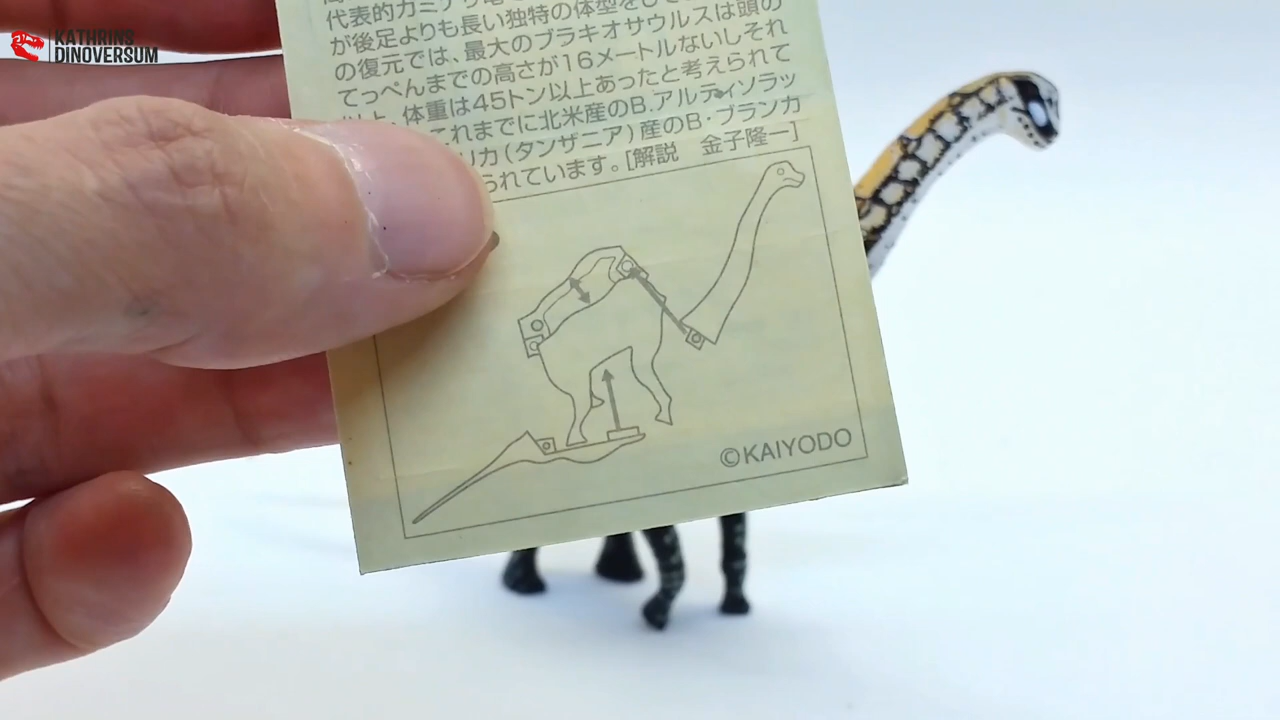 KATHRINS
DINOVERSUM
代表的カミナリ竜
が後足よりも長い独特の体型を
の復元では、最大のブラキオサウルスは頭の
てっぺんまでの高さが16メートルないしそれ
以上、体重は45トン以上あったと考えられて
これまでに北米産のB.アルティソラッ
リカ(タンザニア)産のB・ブランカ
られています。[解説 金子隆一]
©KAIYODO